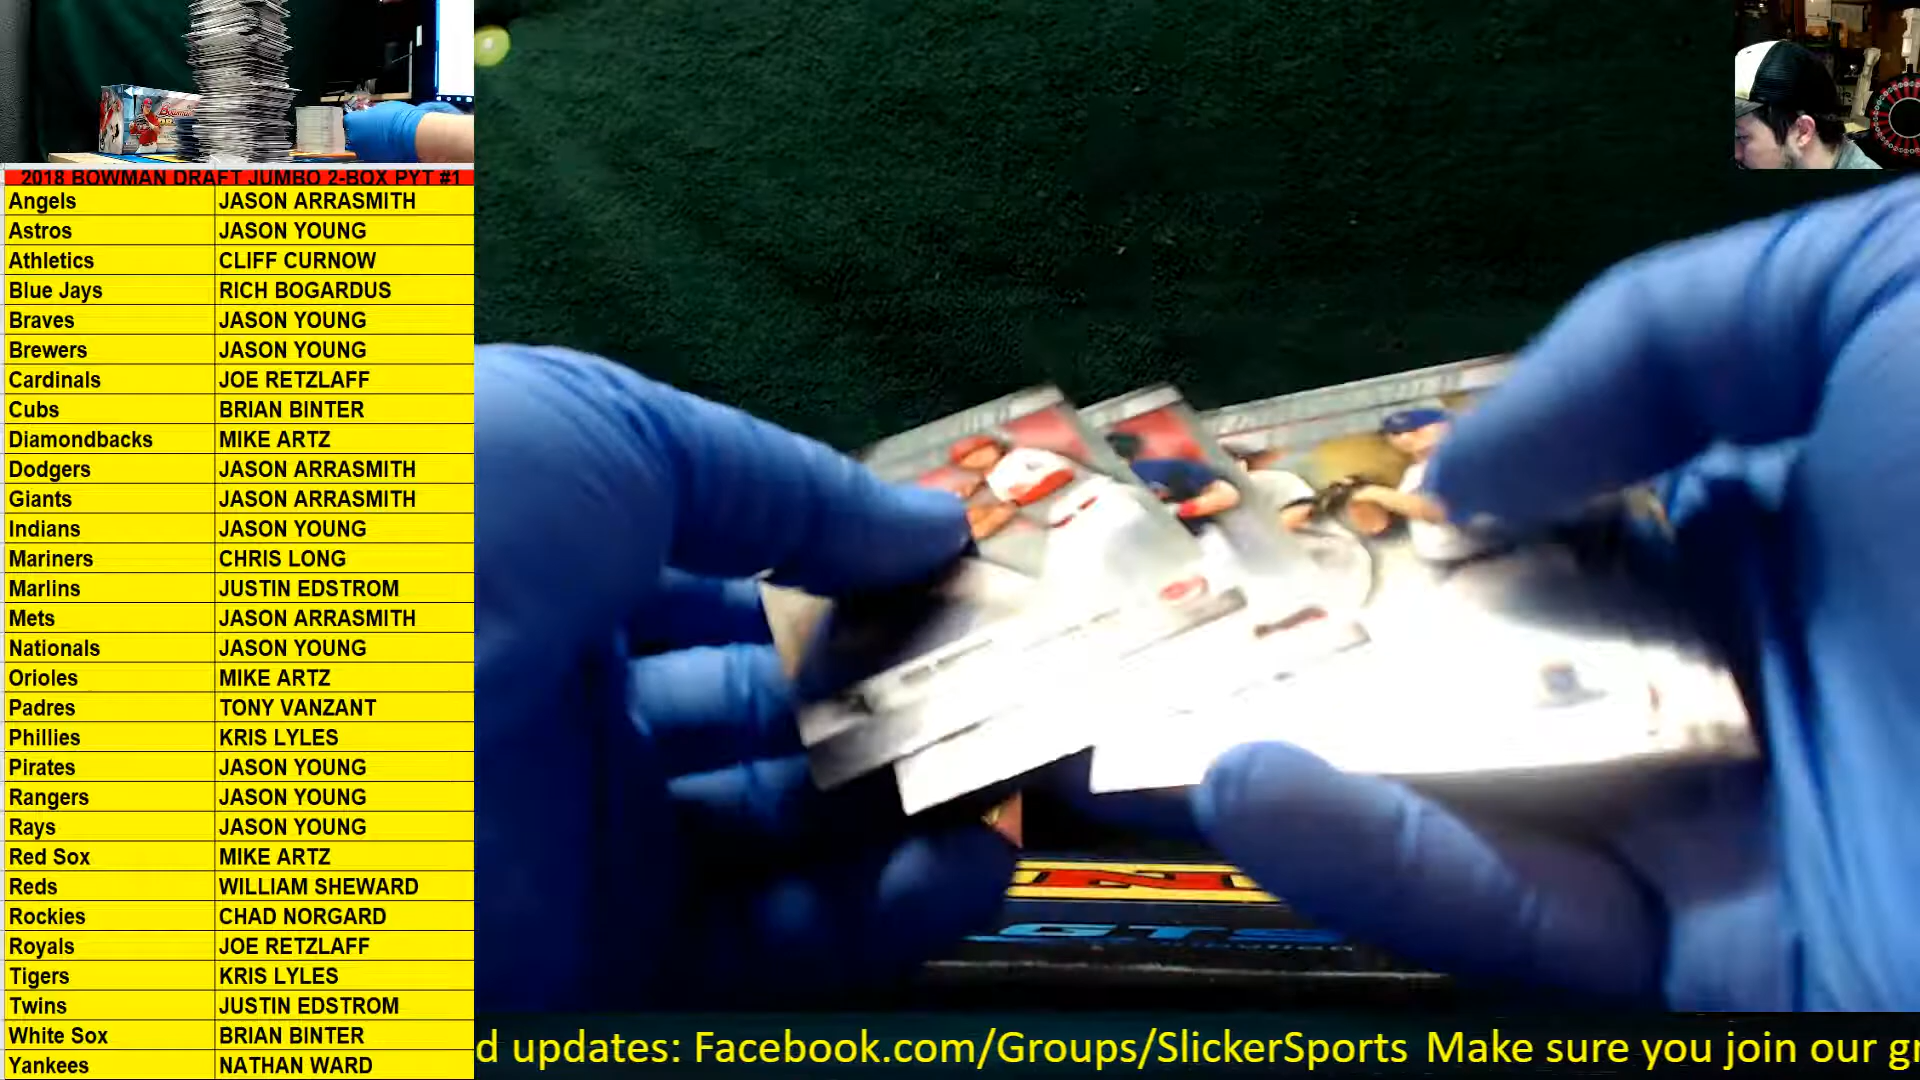 2018 BOWMAN DRAFT JUMBO 2-BOX PYT #1
Angels JASON ARRASMITH
Astros JASON YOUNG
Athletics CLIFF CURNOW
Blue Jays RICH BOGARDUS
Braves JASON YOUNG
Brewers JASON YOUNG
Cardinals JOE RETZLAFF
Cubs BRIAN BINTER
Diamondbacks MIKE ARTZ
Dodgers JASON ARRASMITH
Giants JASON ARRASMITH
Indians JASON YOUNG
Mariners CHRIS LONG
Marlins JUSTIN EDSTROM
Mets JASON ARRASMITH
Nationals JASON YOUNG
Orioles MIKE ARTZ
Padres TONY VANZANT
Phillies KRIS LYLES
Pirates JASON YOUNG
Rangers JASON YOUNG
Rays JASON YOUNG
Red Sox MIKE ARTZ
Reds WILLIAM SHEWARD
Rockies CHAD NORGARD
Royals JOE RETZLAFF
Tigers KRIS LYLES
Twins JUSTIN EDSTROM
White Sox BRIAN BINTER
Yankees NATHAN WARD
GTS
d updates: Facebook.com/Groups/SlickerSports Make sure you join our gr